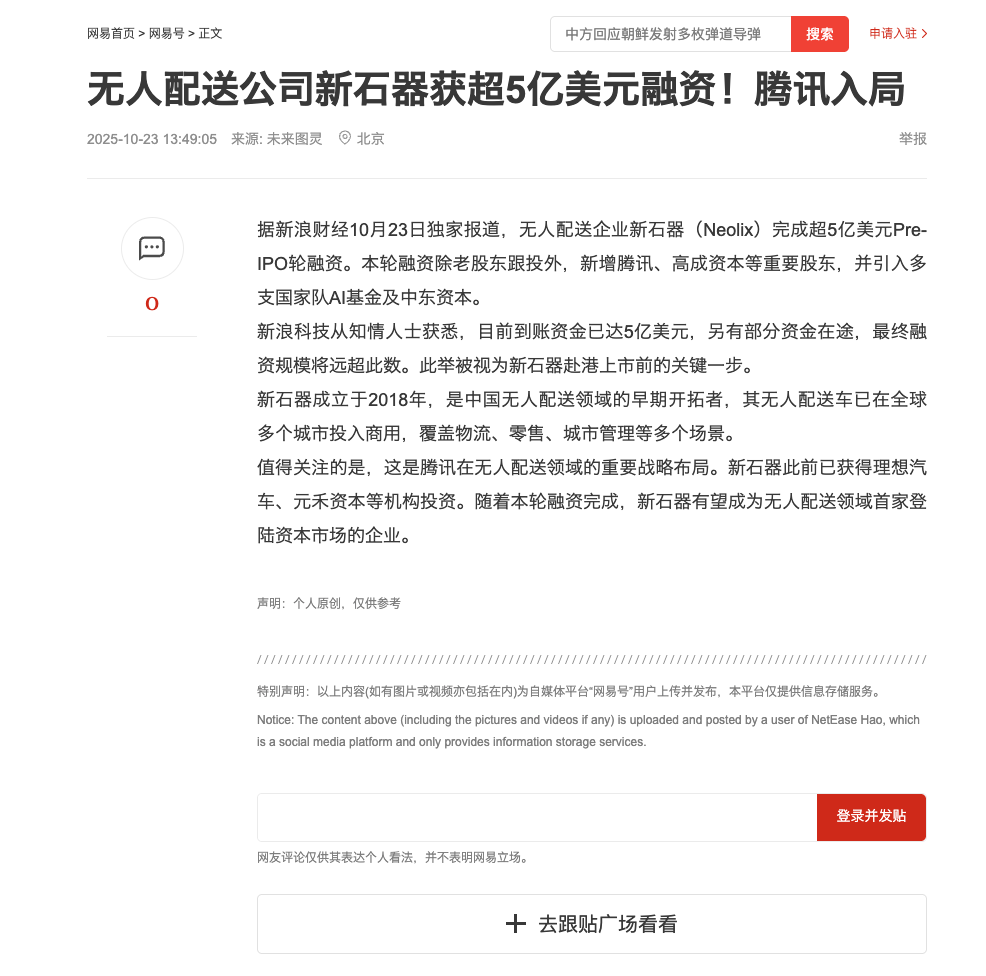 网易首页 > 网易号 > 正文
中方回应朝鲜发射多枚弹道导弹
搜索
申请入驻
无人配送公司新石器获超5亿美元融资！腾讯入局
2025-10-23 13:49:05 来源: 未来图灵 北京
举报
0
据新浪财经10月23日独家报道，无人配送企业新石器（Neolix）完成超5亿美元Pre-
IPO轮融资。本轮融资除老股东跟投外，新增腾讯、高成资本等重要股东，并引入多
支国家队AI基金及中东资本。
新浪科技从知情人士获悉，目前到账资金已达5亿美元，另有部分资金在途，最终融
资规模将远超此数。此举被视为新石器赴港上市前的关键一步。
新石器成立于2018年，是中国无人配送领域的早期开拓者，其无人配送车已在全球
多个城市投入商用，覆盖物流、零售、城市管理等多个场景。
值得关注的是，这是腾讯在无人配送领域的重要战略布局。新石器此前已获得理想汽
车、元禾资本等机构投资。随着本轮融资完成，新石器有望成为无人配送领域首家登
陆资本市场的企业。
声明：个人原创，仅供参考
////////////////////////////////////////////////////////////////////////////////////////////////
特别声明：以上内容(如有图片或视频亦包括在内)为自媒体平台“网易号”用户上传并发布，本平台仅提供信息存储服务。
Notice: The content above (including the pictures and videos if any) is uploaded and posted by a user of NetEase Hao, which
is a social media platform and only provides information storage services.
登录并发贴
网友评论仅供其表达个人看法，并不表明网易立场。
去跟贴广场看看